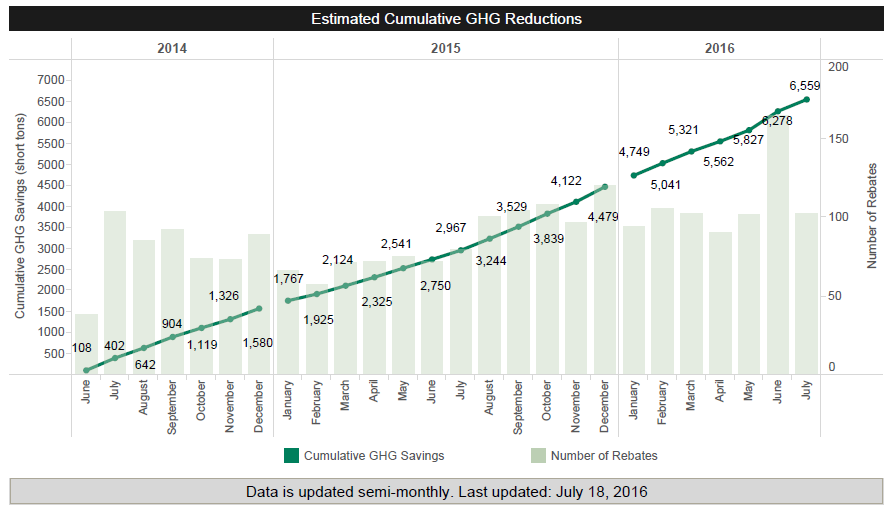 Estimated Cumulative GHG Reductions
2014 2015 2016
Cumulative GHG Savings (short tons)
7000
6500
6000
5500
5000
4500
4000
3500
3000
2500
2000
1500
1000
500
108 402 642 904 1,119 1,326 1,580 1,767 1,925 2,124 2,325 2,541 2,750 2,967 3,244 3,529 3,839 4,122 4,479 4,749 5,041 5,321 5,562 5,827 6,278 6,559
200
150
100
50
0
Number of Rebates
June July August September October November December January February March April May June July August September October November December January February March April May June July
Cumulative GHG Savings Number of Rebates
Data is updated semi-monthly. Last updated: July 18, 2016